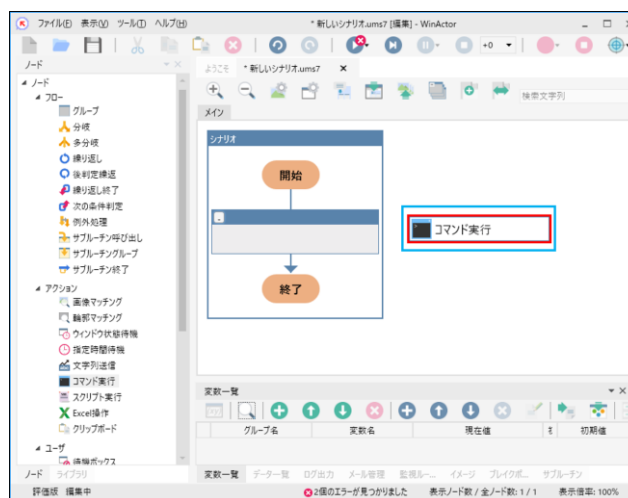 ファイル(F) 表示(V) ツール(T) ヘルプ(H)
* 新しいシナリオ.ums7 [編集] - WinActor
+0
ノード
ようこそ
* 新しいシナリオ.ums7
検索文字列
メイン
ノード
フロー
グループ
分岐
多分岐
繰り返し
後判定繰返
繰り返し終了
次の条件判定
例外処理
サブルーチン呼び出し
サブルーチングループ
サブルーチン終了
アクション
画像マッチング
輪郭マッチング
ウィンドウ状態待機
指定時間待機
文字列送信
コマンド実行
スクリプト実行
Excel操作
クリップボード
ユーザ
待機ボックス
シナリオ
開始
終了
コマンド実行
変数一覧
グループ名 変数名 現在値 初期値
ノード ライブラリ
変数一覧 データ一覧 ログ出力 メール管理 監視ルー... イメージ ブレイクポ... サブルーチン
評価版 編集中
2個のエラーが見つかりました 表示ノード数 / 全ノード数: 1 / 1 表示倍率: 100%